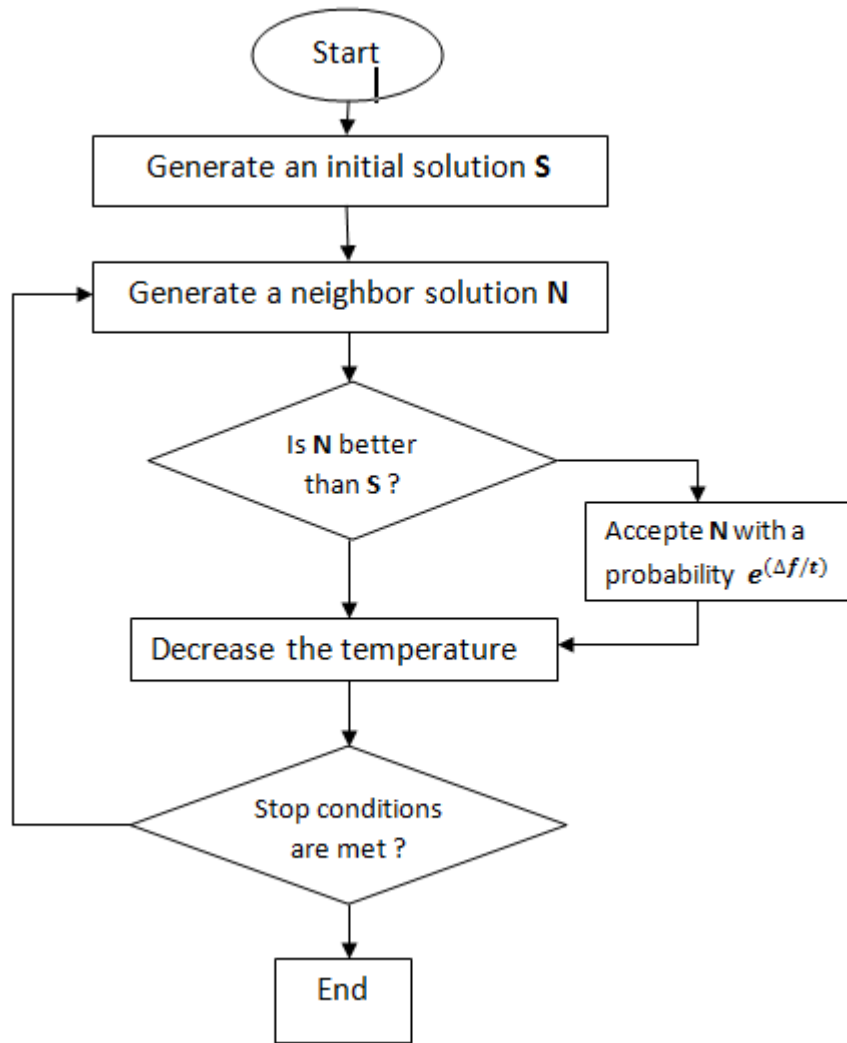 Start
Generate an initial solution S
Generate a neighbor solution N
Is N better
than S ?
Accepte N with a
probability e^(Δf/t)
Decrease the temperature
Stop conditions
are met ?
End